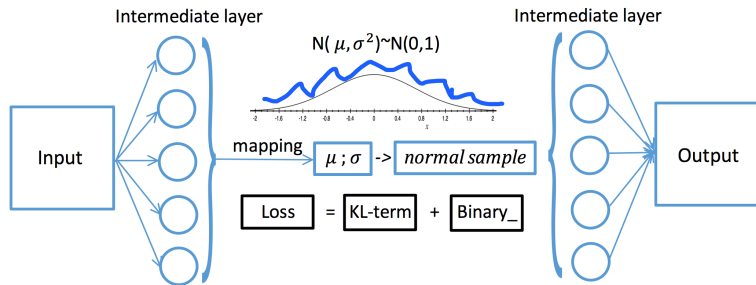 Intermediate layer
Intermediate layer
N( μ, σ²)~N(0,1)
-2 -1.6 -1.2 -0.8 -0.4 0 0.4 0.8 1.2 1.6 2
x
Input
mapping
μ ; σ
->
normal sample
Output
Loss = KL-term + Binary_